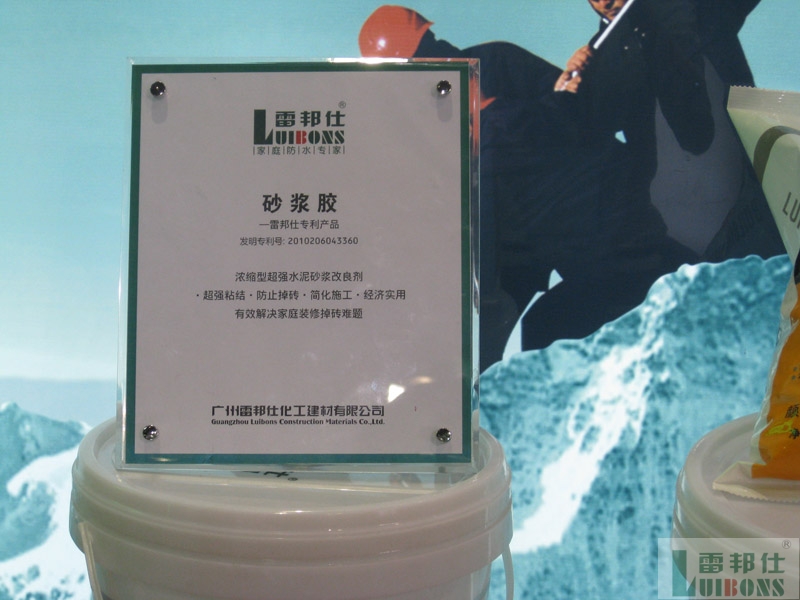 雷邦仕®
LUIBONS
家|庭|防|水|专|家
砂浆胶
—雷邦仕专利产品
发明专利号: 2010206043360
浓缩型超强水泥砂浆改良剂
·超强粘结·防止掉砖·简化施工·经济实用
有效解决家庭装修掉砖难题
广州雷邦仕化工建材有限公司
Guangzhou Luibons Construction Materials Co.,Ltd.
LU
雷邦仕®
LUIBONS